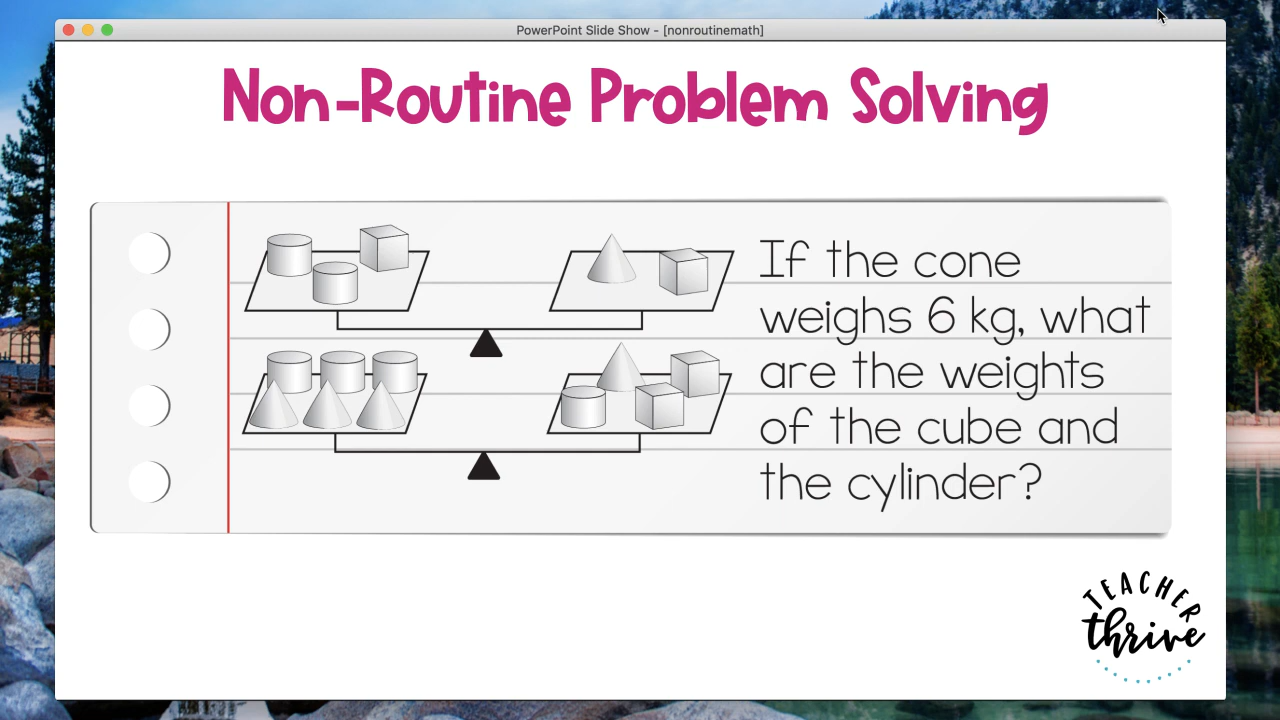 PowerPoint Slide Show - [nonroutinemath]
Non-Routine Problem Solving
If the cone
weighs 6 kg, what
are the weights
of the cube and
the cylinder?
TEACHER
thrive